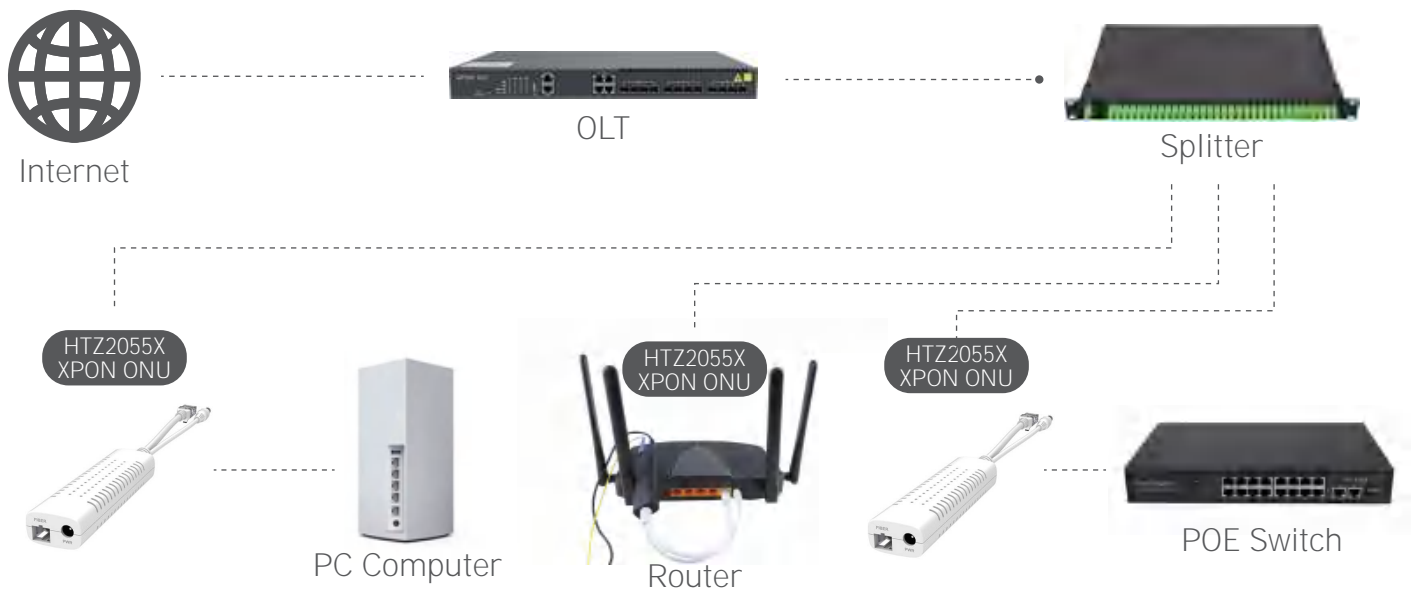 Internet
OLT
Splitter
HTZ2055X
XPON ONU
HTZ2055X
XPON ONU
HTZ2055X
XPON ONU
PC Computer
Router
POE Switch